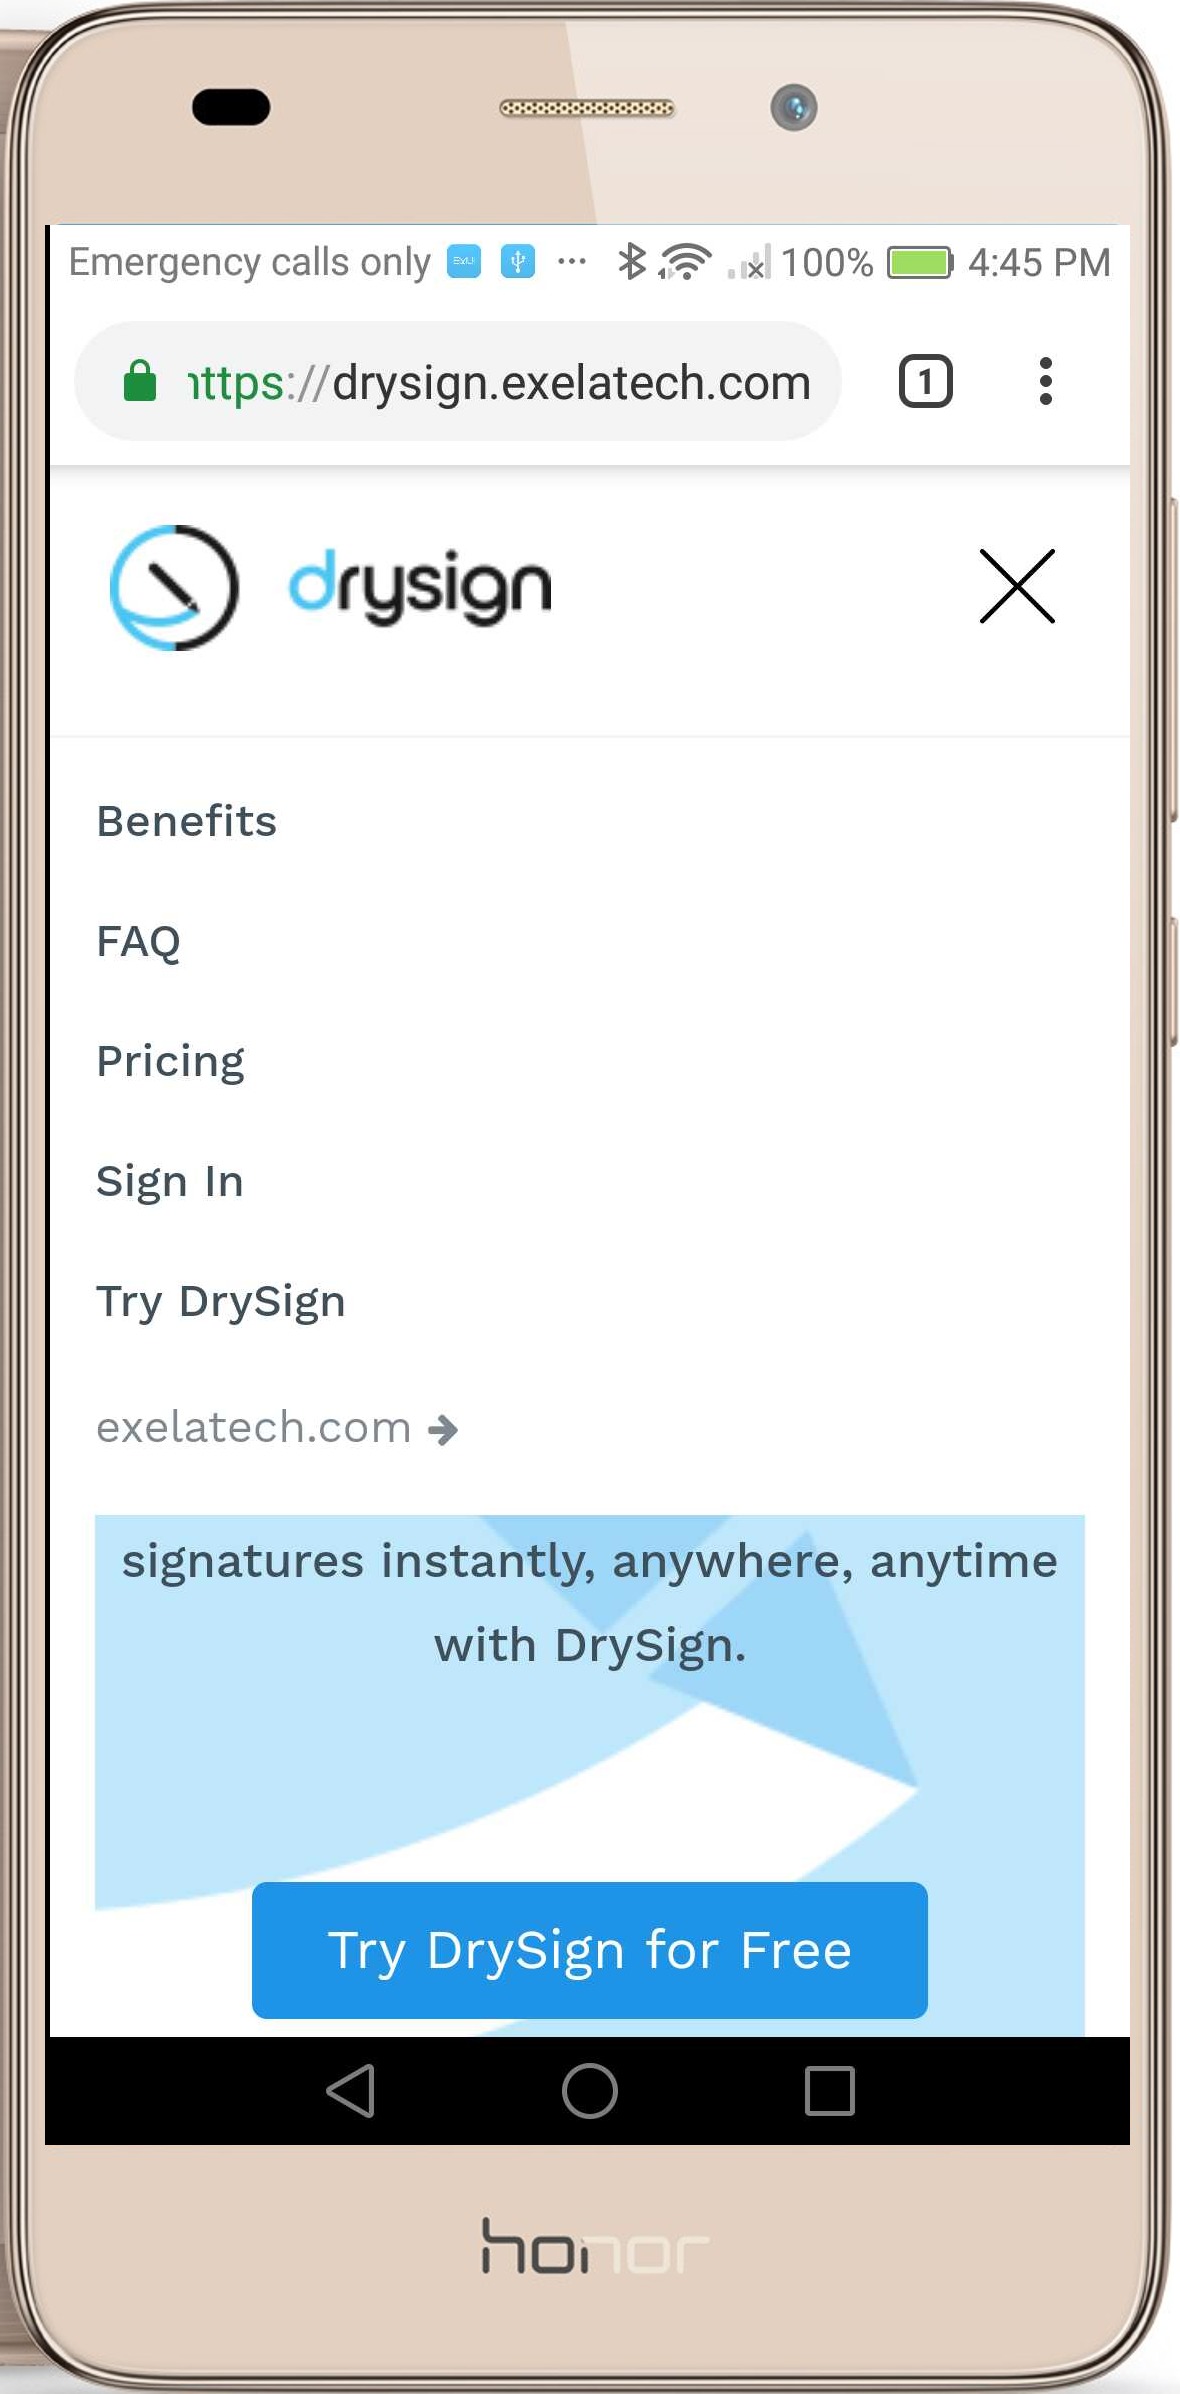 Emergency calls only ... 100% 4:45 PM
https://drysign.exelatech.com 1
drysign
Benefits
FAQ
Pricing
Sign In
Try DrySign
exelatech.com
signatures instantly, anywhere, anytime
with DrySign.
Try DrySign for Free
honor